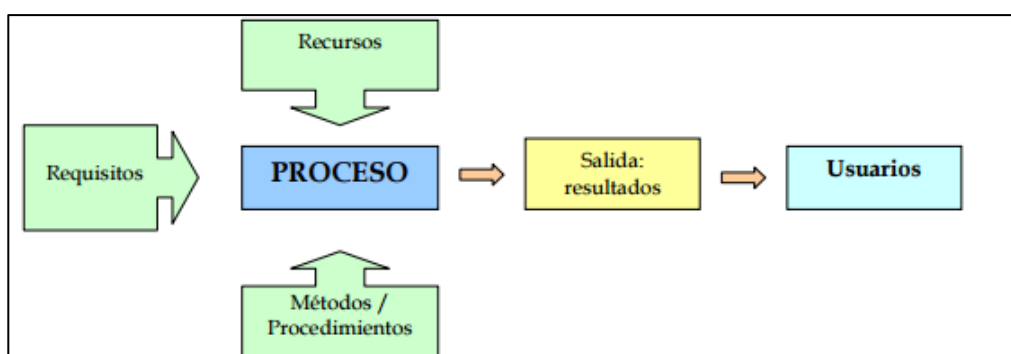 Recursos
Requisitos
PROCESO
Salida:
resultados
Usuarios
Métodos /
Procedimientos